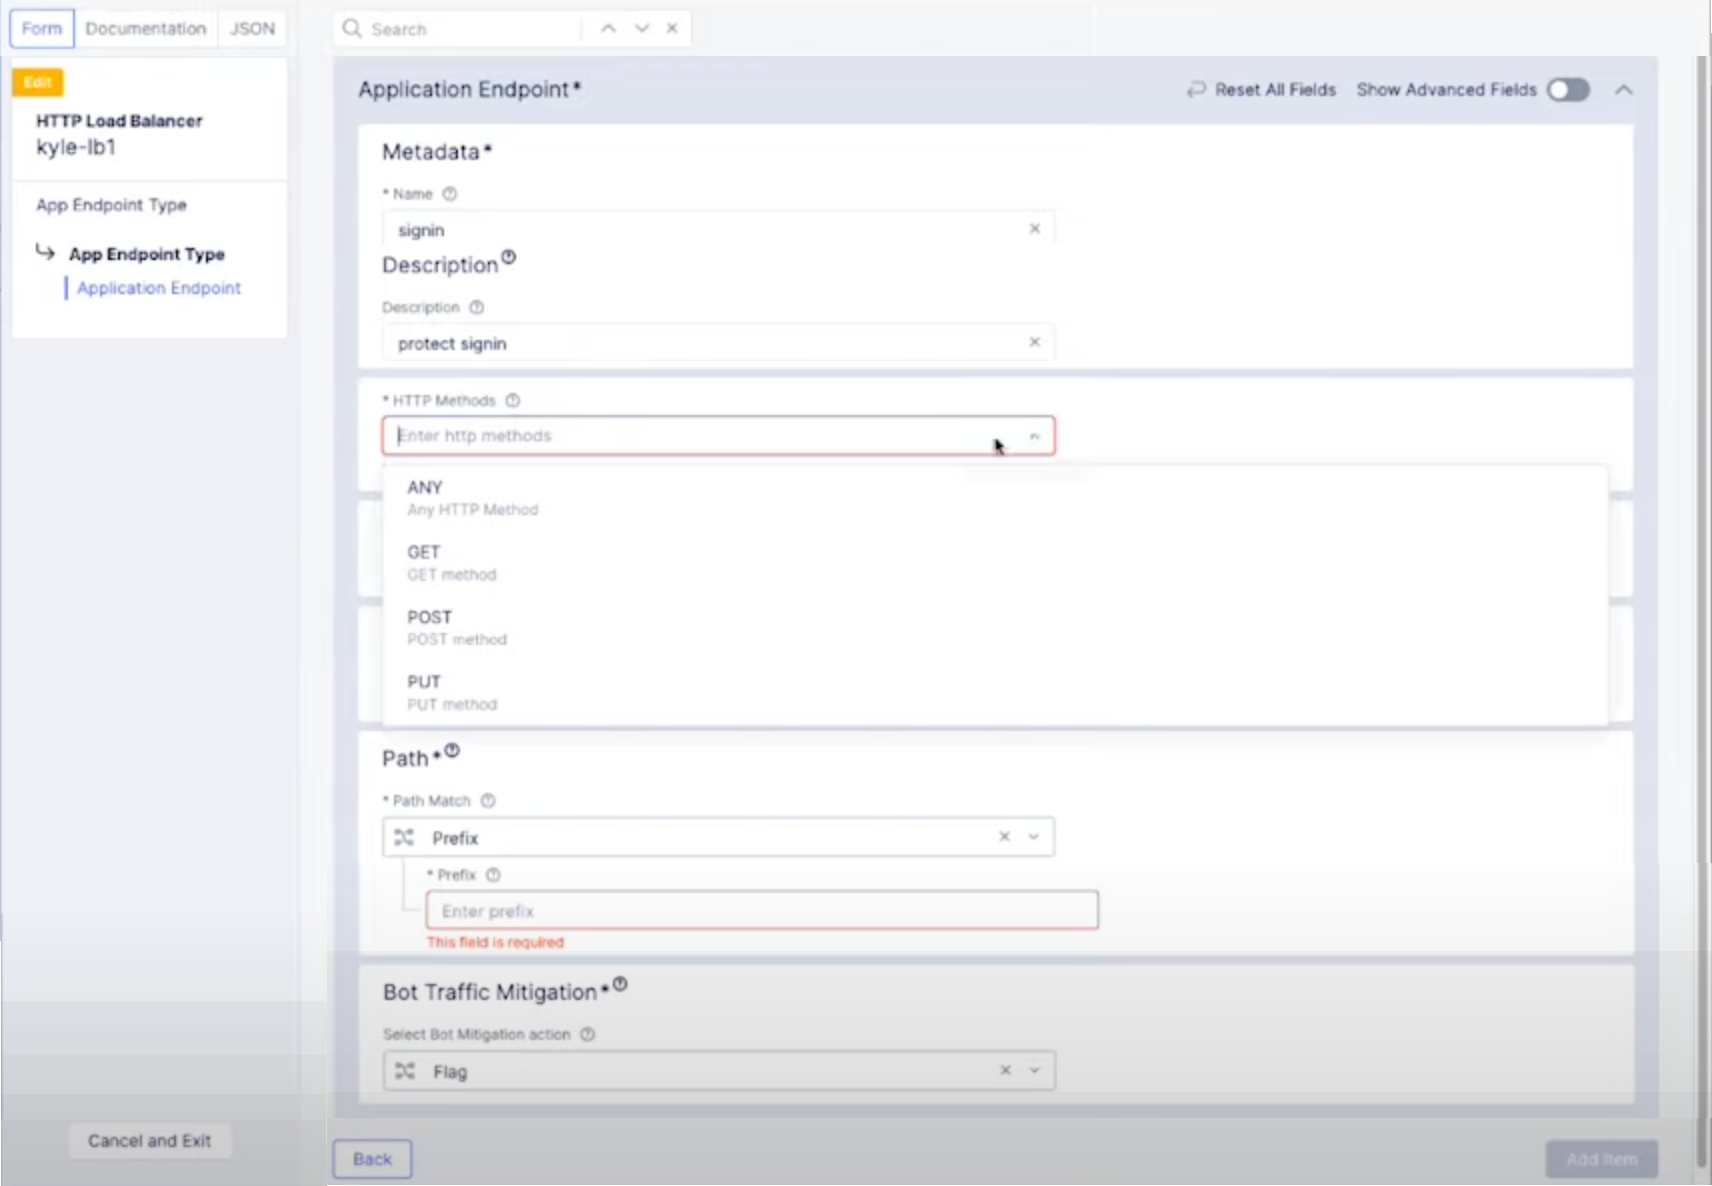 Form Documentation JSON
Search
Edit
HTTP Load Balancer
kyle-lb1
App Endpoint Type
App Endpoint Type
Application Endpoint
Cancel and Exit
Application Endpoint*
Reset All Fields Show Advanced Fields
Metadata*
* Name
signin
Description
Description
protect signin
* HTTP Methods
Enter http methods
ANY
Any HTTP Method
GET
GET method
POST
POST method
PUT
PUT method
Path*
* Path Match
Prefix
* Prefix
Enter prefix
This field is required
Bot Traffic Mitigation*
Select Bot Mitigation action
Flag
Back
Add Item